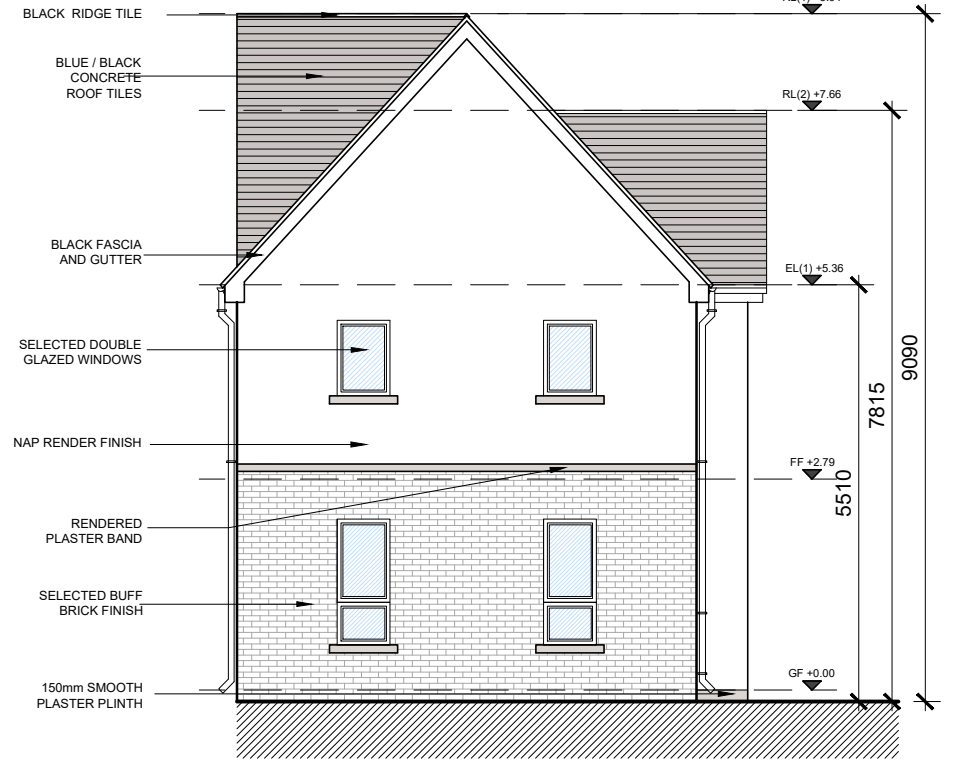 BLACK RIDGE TILE
BLUE / BLACK
CONCRETE
ROOF TILES
BLACK FASCIA
AND GUTTER
SELECTED DOUBLE
GLAZED WINDOWS
NAP RENDER FINISH
RENDERED
PLASTER BAND
SELECTED BUFF
BRICK FINISH
150mm SMOOTH
PLASTER PLINTH
RL(2) +7.66
EL(1) +5.36
FF +2.79
GF +0.00
5510
7815
9090